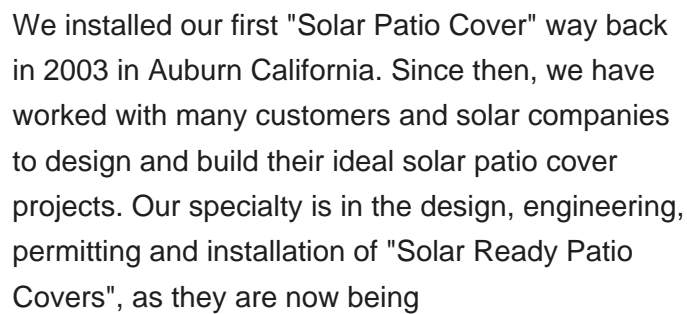 We installed our first "Solar Patio Cover" way back
in 2003 in Auburn California. Since then, we have
worked with many customers and solar companies
to design and build their ideal solar patio cover
projects. Our specialty is in the design, engineering,
permitting and installation of "Solar Ready Patio
Covers", as they are now being